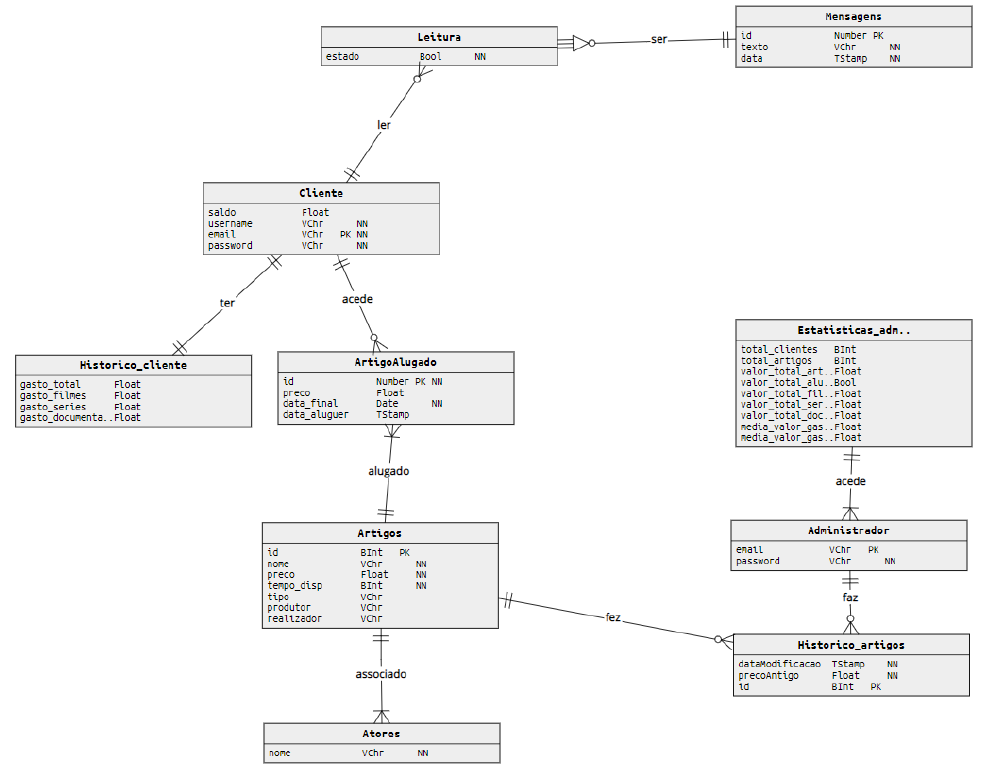 Mensagens
id Number PK
texto VChr NN
data TStamp NN
Leitura
estado Bool NN
ser
ler
Cliente
saldo Float
username VChr NN
email VChr PK NN
password VChr NN
ter
acede
Historico_cliente
gasto_total Float
gasto_filmes Float
gasto_series Float
gasto_documenta..Float
ArtigoAlugado
id Number PK NN
preco Float
data_final Date NN
data_aluguer TStamp
Estatisticas_adm..
total_clientes BInt
total_artigos BInt
valor_total_art..Float
valor_total_alu..Bool
valor_total_fil..Float
valor_total_ser..Float
valor_total_doc..Float
media_valor_gas..Float
media_valor_gas..Float
alugado
acede
Artigos
id BInt PK
nome VChr NN
preco Float NN
tempo_disp BInt NN
tipo VChr
produtor VChr
realizador VChr
Administrador
email VChr PK
password VChr NN
faz
fez
Historico_artigos
dataModificacao TStamp NN
precoAntigo Float NN
id BInt PK
associado
Atores
nome VChr NN